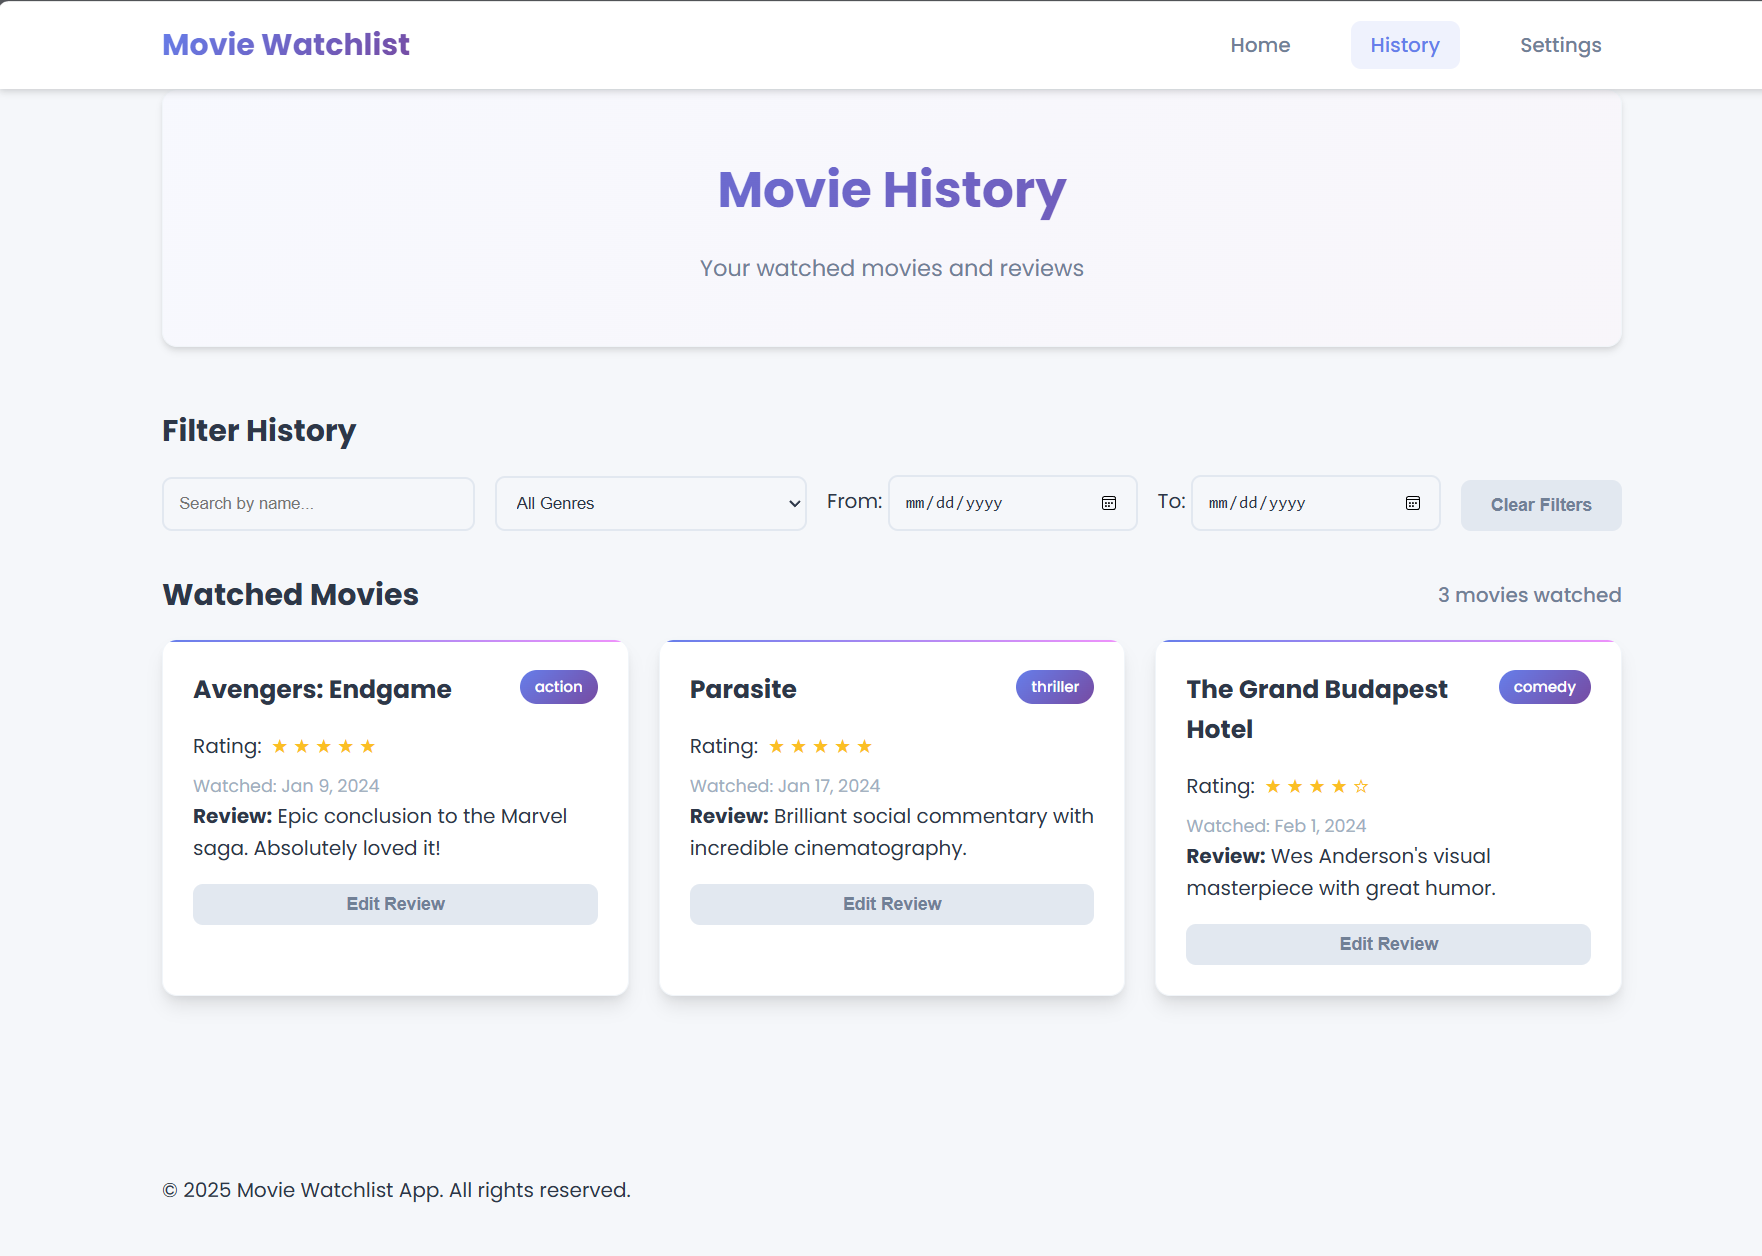 Movie Watchlist
Home
History
Settings
Movie History
Your watched movies and reviews
Filter History
Search by name...
All Genres
From:
mm/dd/yyyy
To:
mm/dd/yyyy
Clear Filters
Watched Movies
3 movies watched
Avengers: Endgame
action
Rating: ★ ★ ★ ★ ★
Watched: Jan 9, 2024
Review: Epic conclusion to the Marvel
saga. Absolutely loved it!
Edit Review
Parasite
thriller
Rating: ★ ★ ★ ★ ★
Watched: Jan 17, 2024
Review: Brilliant social commentary with
incredible cinematography.
Edit Review
The Grand Budapest
Hotel
comedy
Rating: ★ ★ ★ ★ ☆
Watched: Feb 1, 2024
Review: Wes Anderson's visual
masterpiece with great humor.
Edit Review
© 2025 Movie Watchlist App. All rights reserved.